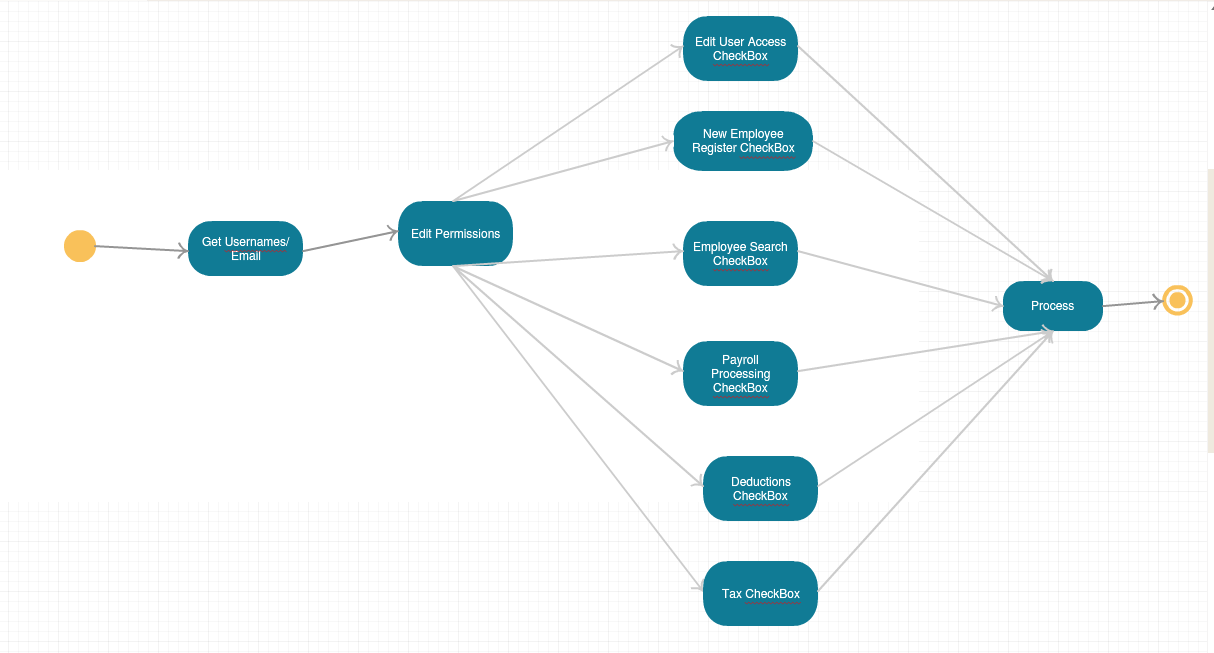 Edit User Access
CheckBox
New Employee
Register CheckBox
Get Usernames/
Email
Edit Permissions
Employee Search
CheckBox
Process
Payroll
Processing
CheckBox
Deductions
CheckBox
Tax CheckBox